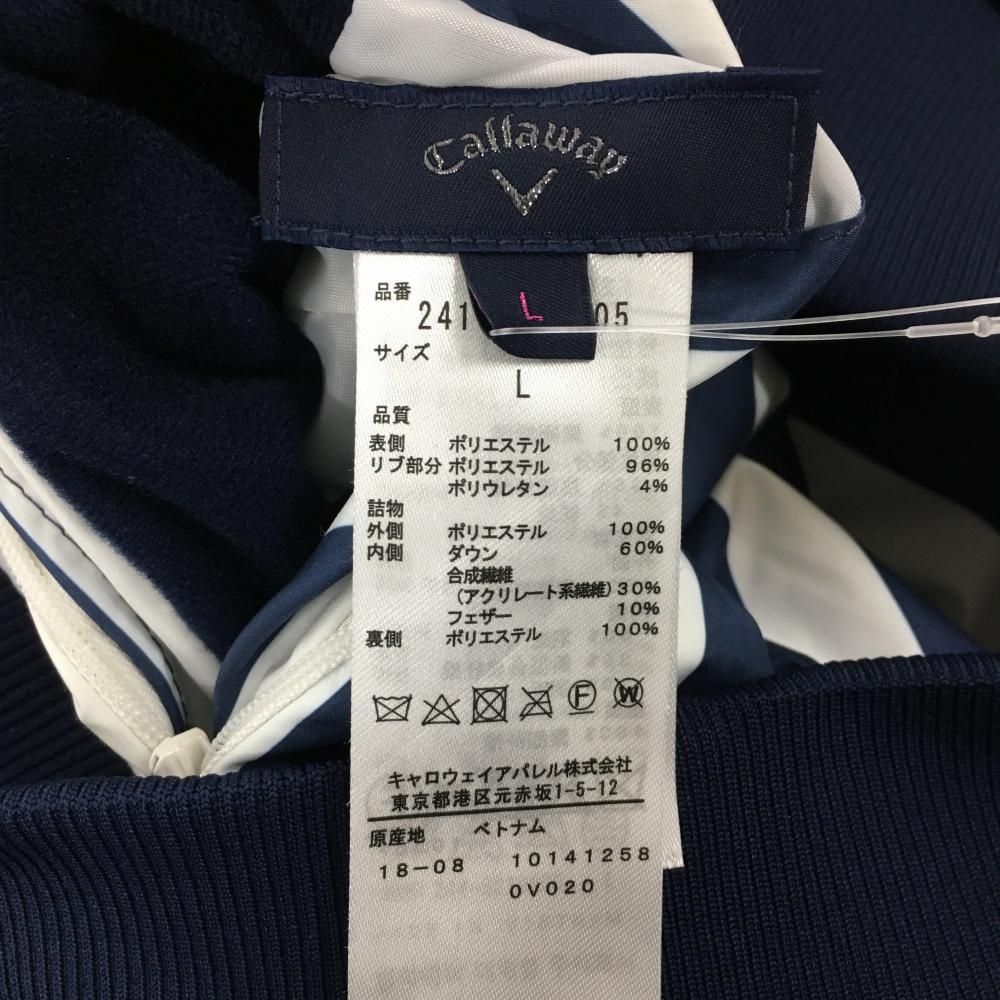 Callaway
L
品番
241 05
サイズ
L
品質
表側 ポリエステル 100%
リブ部分 ポリエステル 96%
ポリウレタン 4%
詰物
外側 ポリエステル 100%
内側 ダウン 60%
合成繊維
(アクリレート系繊維) 30%
フェザー 10%
裏側 ポリエステル 100%
F W
キャロウェイアパレル株式会社
東京都港区元赤坂1-5-12
原産地 ベトナム
18-08 10141258
0V020